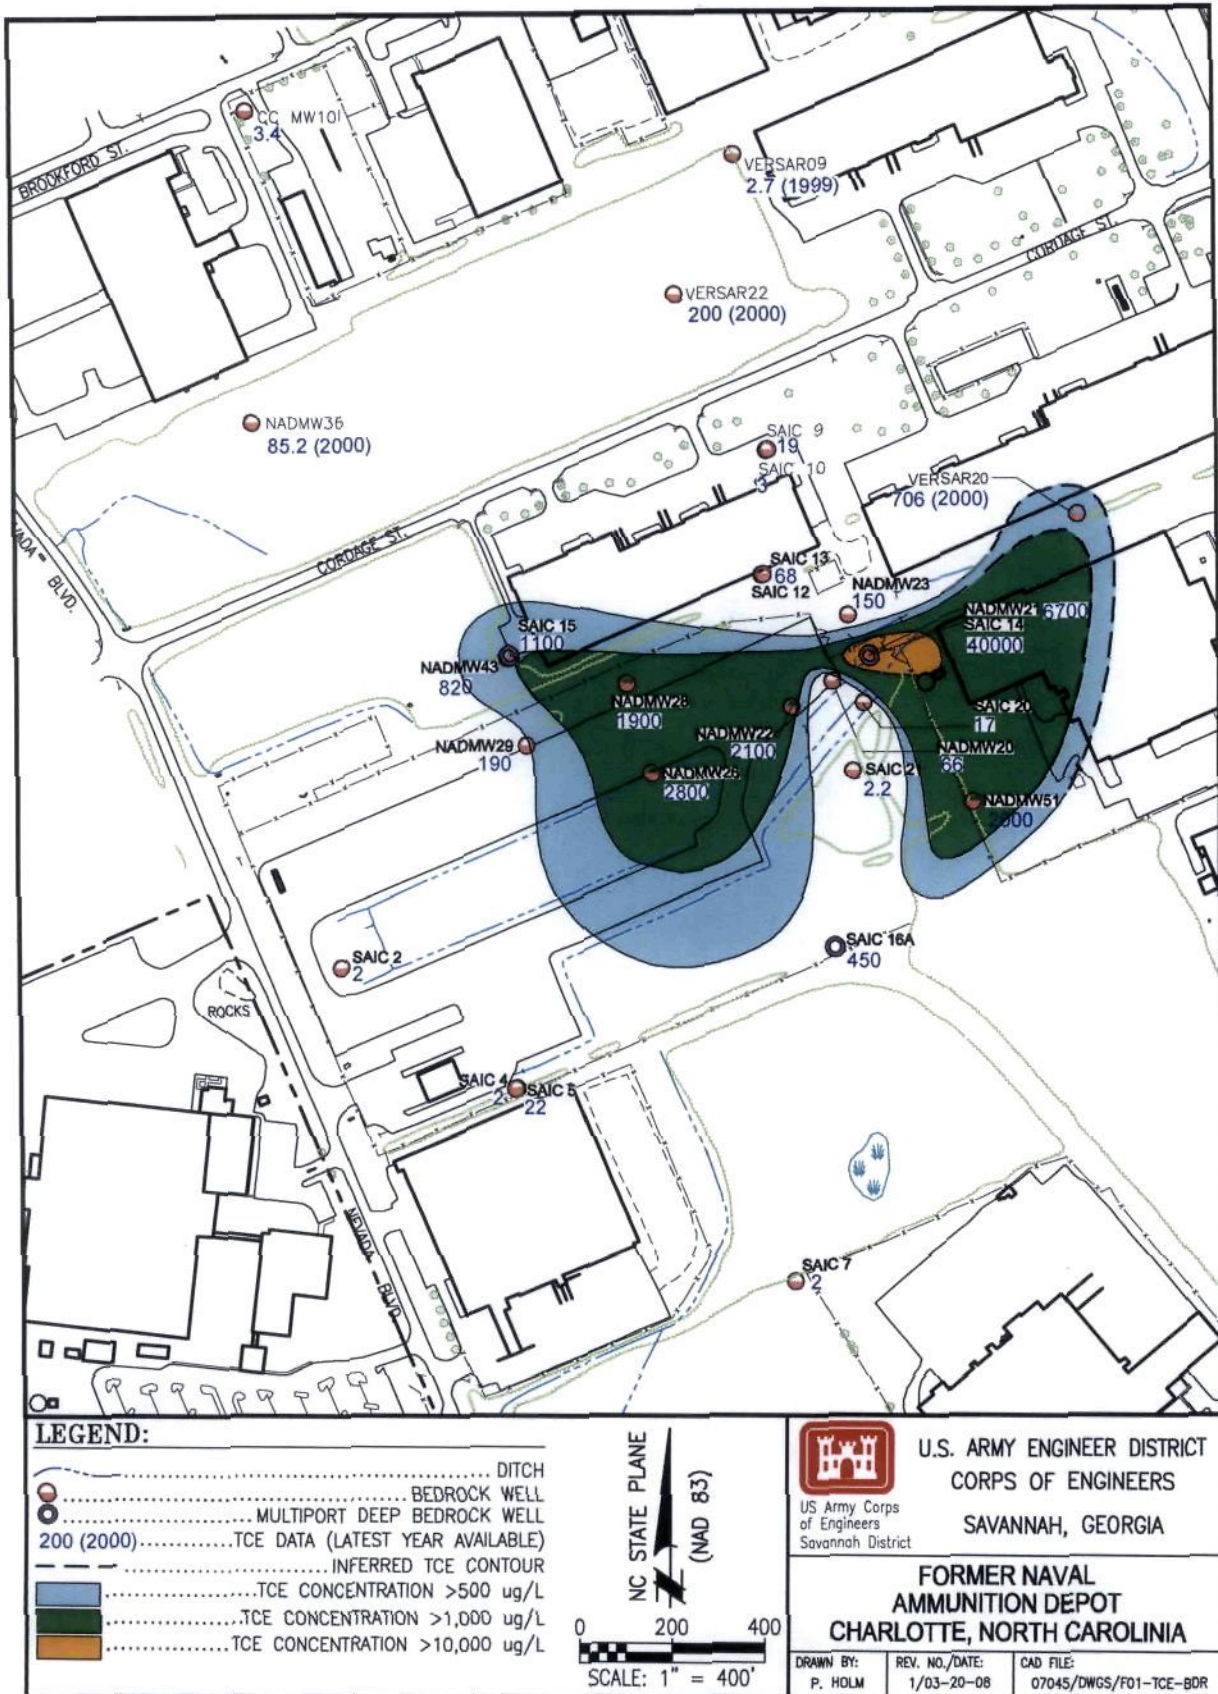 CC MW10I
3.4
BROOKFORD ST.
VERSAR09
2.7 (1999)
CORDAGE ST.
VERSAR22
200 (2000)
NADMW36
85.2 (2000)
SAIC 9
19
SAIC 10
3
VERSAR20
706 (2000)
VADA BLVD.
CORDAGE ST.
SAIC 13
68
SAIC 12
NADMW23
150
NADMW21 6700
SAIC 14
40000
SAIC 15
1100
NADMW43
820
NADMW28
1900
SAIC 20
17
NADMW22
2100
NADMW29
190
NADMW20
66
SAIC 21
2.2
2800
NADMW51
SAIC 16A
450
SAIC 2
2
ROCKS
SAIC 4
2
SAIC 5
22
NEVADA BLVD.
SAIC 7
2
LEGEND:
DITCH
BEDROCK WELL
MULTIPORT DEEP BEDROCK WELL
200 (2000) TCE DATA (LATEST YEAR AVAILABLE)
INFERRED TCE CONTOUR
TCE CONCENTRATION >500 ug/L
TCE CONCENTRATION >1,000 ug/L
TCE CONCENTRATION >10,000 ug/L
NC STATE PLANE
(NAD 83)
0 200 400
SCALE: 1" = 400'
US Army Corps
of Engineers
Savannah District
U.S. ARMY ENGINEER DISTRICT
CORPS OF ENGINEERS
SAVANNAH, GEORGIA
FORMER NAVAL
AMMUNITION DEPOT
CHARLOTTE, NORTH CAROLINA
DRAWN BY:
P. HOLM
REV. NO./DATE:
1/03-20-08
CAD FILE:
07045/DWGS/F01-TCE-BDR